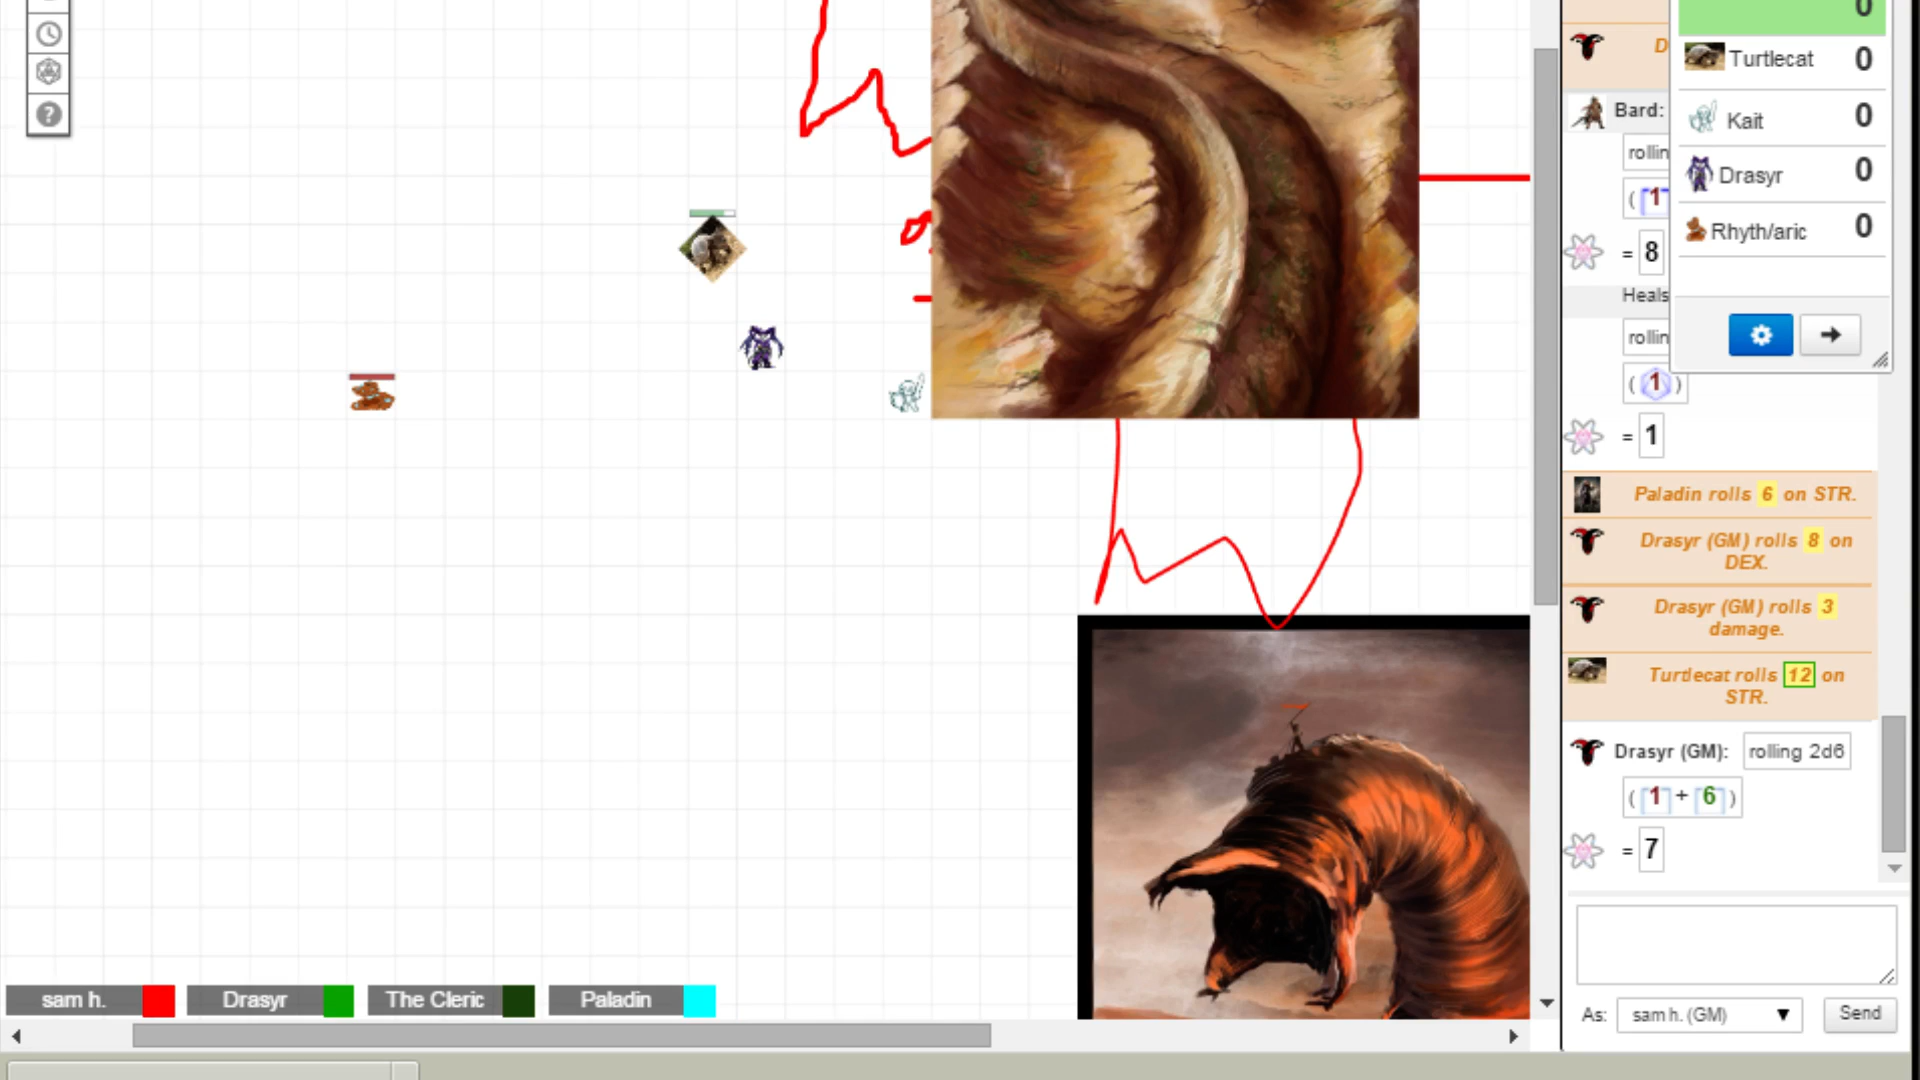 0
Turtlecat 0
D
Bard:
Kait 0
rollin
Drasyr 0
( 1
Rhyth/aric 0
= 8
Heals
rollin
( 1 )
= 1
Paladin rolls 6 on STR.
Drasyr (GM) rolls 8 on
DEX.
Drasyr (GM) rolls 3
damage.
Turtlecat rolls 12 on
STR.
Drasyr (GM): rolling 2d6
( 1 + 6 )
= 7
sam h.
Drasyr
The Cleric
Paladin
As: sam h. (GM) Send
?